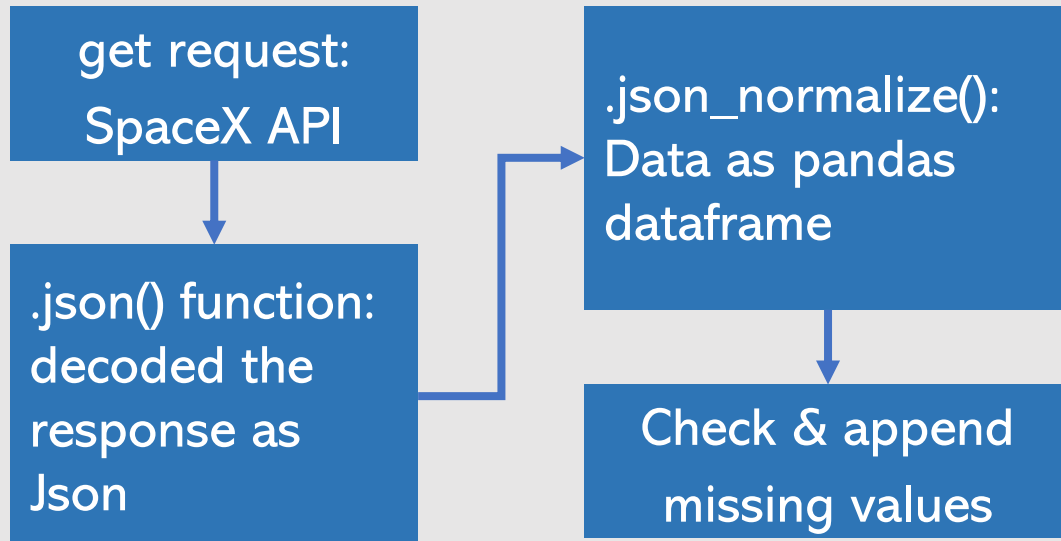 get request:
SpaceX API
.json() function:
decoded the
response as
Json
.json_normalize():
Data as pandas
dataframe
Check & append
missing values